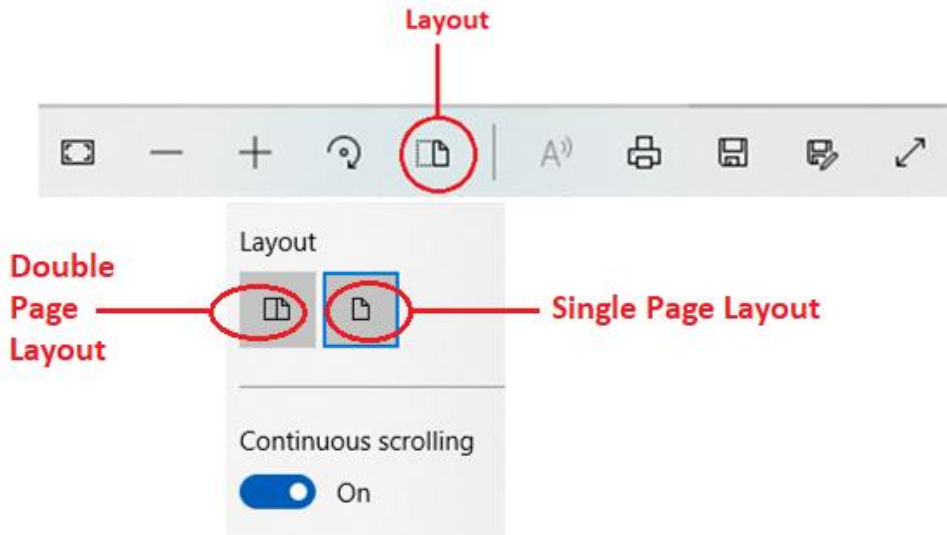 Layout
A
Layout
Double
Page
Layout
Single Page Layout
Continuous scrolling
On